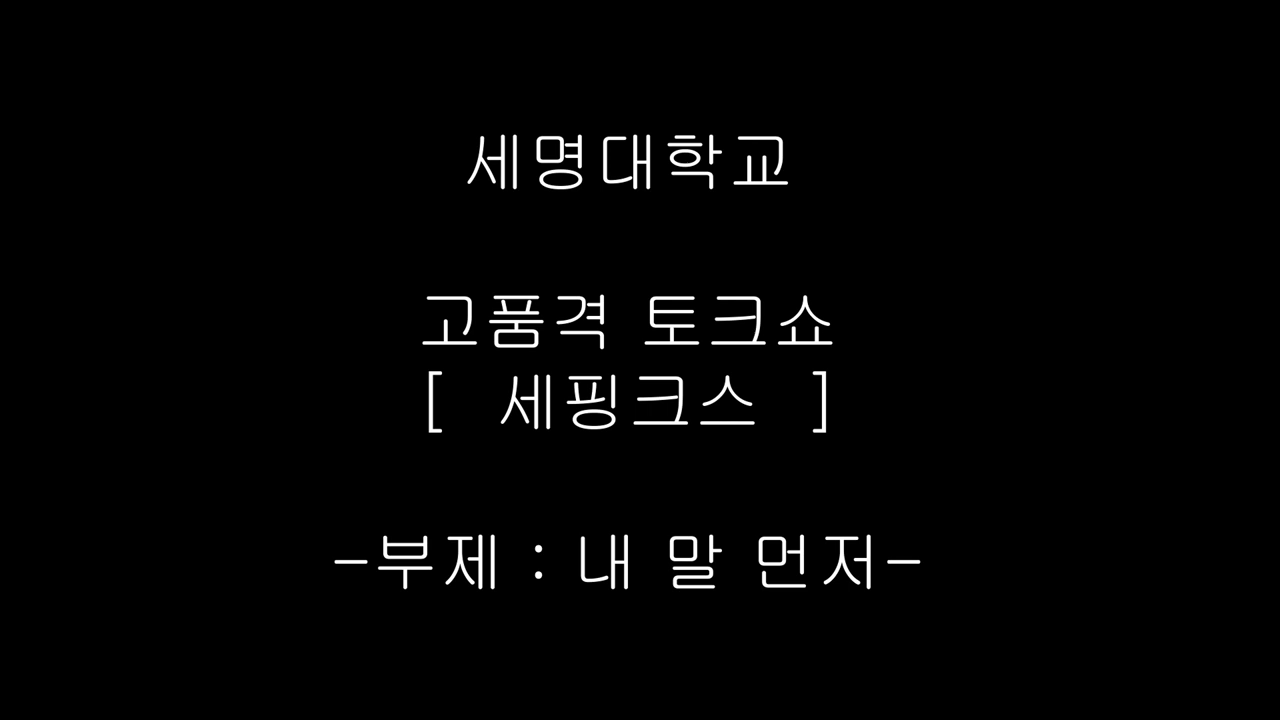 세명대학교
고품격 토크쇼
[ 세핑크스 ]
-부제 : 내 말 먼저-